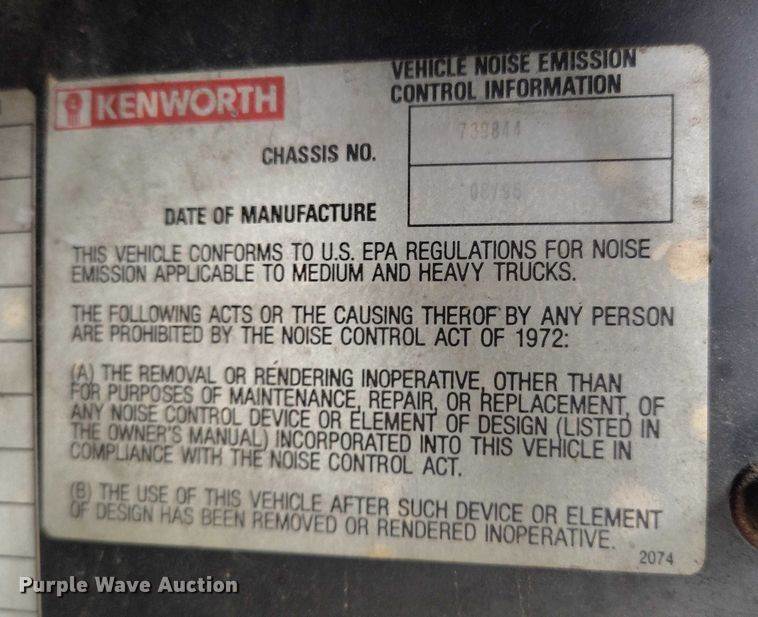 KENWORTH
VEHICLE NOISE EMISSION
CONTROL INFORMATION
CHASSIS NO.
739844
DATE OF MANUFACTURE
THIS VEHICLE CONFORMS TO U.S. EPA REGULATIONS FOR NOISE
EMISSION APPLICABLE TO MEDIUM AND HEAVY TRUCKS.
THE FOLLOWING ACTS OR THE CAUSING THEROF BY ANY PERSON
ARE PROHIBITED BY THE NOISE CONTROL ACT OF 1972:
(A) THE REMOVAL OR RENDERING INOPERATIVE, OTHER THAN
FOR PURPOSES OF MAINTENANCE, REPAIR, OR REPLACEMENT, OF
ANY NOISE CONTROL DEVICE OR ELEMENT OF DESIGN (LISTED IN
THE OWNER'S MANUAL) INCORPORATED INTO THIS VEHICLE IN
COMPLIANCE WITH THE NOISE CONTROL ACT.
(B) THE USE OF THIS VEHICLE AFTER SUCH DEVICE OR ELEMENT
OF DESIGN HAS BEEN REMOVED OR RENDERED INOPERATIVE.
2074
Purple Wave Auction